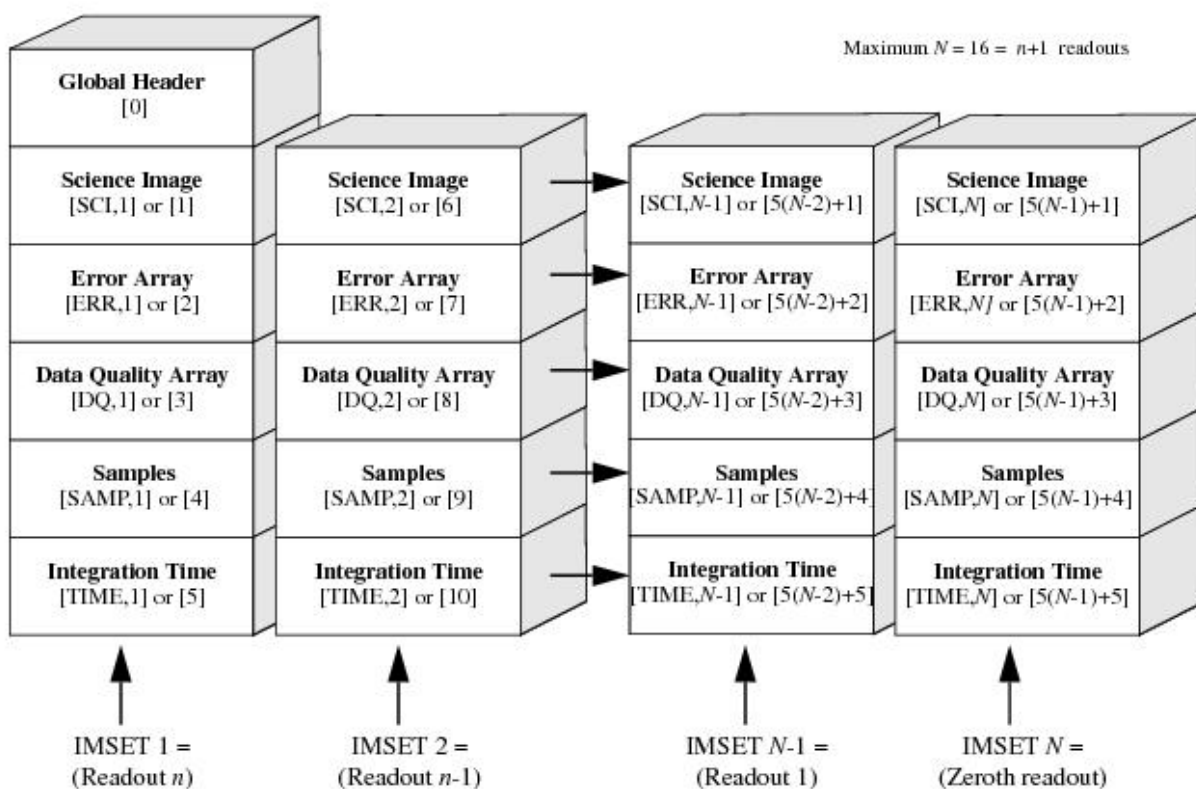 Maximum N = 16 = n+1 readouts
Global Header
[0]
Science Image
[SCI,1] or [1]
Error Array
[ERR,1] or [2]
Data Quality Array
[DQ,1] or [3]
Samples
[SAMP,1] or [4]
Integration Time
[TIME,1] or [5]
IMSET 1 =
(Readout n)
Science Image
[SCI,2] or [6]
Error Array
[ERR,2] or [7]
Data Quality Array
[DQ,2] or [8]
Samples
[SAMP,2] or [9]
Integration Time
[TIME,2] or [10]
IMSET 2 =
(Readout n-1)
Science Image
[SCI,N-1] or [5(N-2)+1]
Error Array
[ERR,N-1] or [5(N-2)+2]
Data Quality Array
[DQ,N-1] or [5(N-2)+3]
Samples
[SAMP,N-1] or [5(N-2)+4]
Integration Time
[TIME,N-1] or [5(N-2)+5]
IMSET N-1 =
(Readout 1)
Science Image
[SCI,N] or [5(N-1)+1]
Error Array
[ERR,N] or [5(N-1)+2]
Data Quality Array
[DQ,N] or [5(N-1)+3]
Samples
[SAMP,N] or [5(N-1)+4]
Integration Time
[TIME,N] or [5(N-1)+5]
IMSET N =
(Zeroth readout)